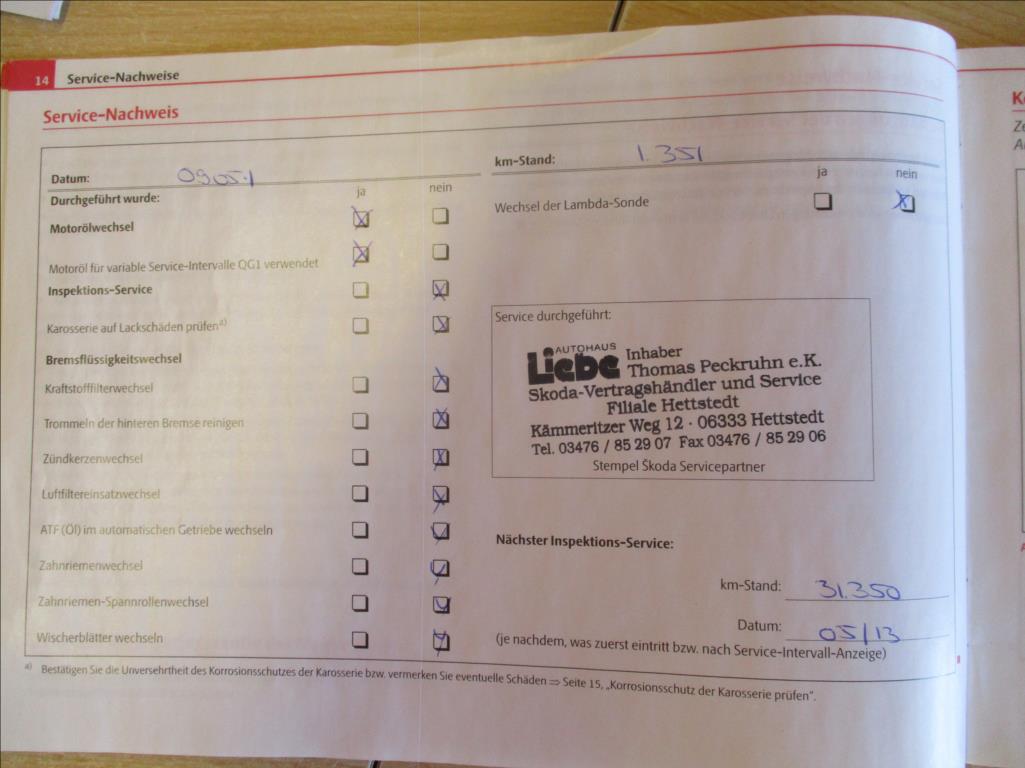 14 Service-Nachweise
Service-Nachweis
Datum: 0905.1
km-Stand: 1.351
ja nein
ja nein
Durchgeführt wurde:
Motorölwechsel
Wechsel der Lambda-Sonde
Motoröl für variable Service-Intervalle QG1 verwendet
Inspektions-Service
Karosserie auf Lackschäden prüfen a)
Bremsflüssigkeitswechsel
Kraftstofffilterwechsel
Trommeln der hinteren Bremse reinigen
Zündkerzenwechsel
Luftfiltereinsatzwechsel
ATF (Öl) im automatischen Getriebe wechseln
Zahnriemenwechsel
Zahnriemen-Spannrollenwechsel
Wischerblätter wechseln
Service durchgeführt:
AUTOHAUS
Liebe Inhaber
Thomas Peckruhn e.K.
Skoda-Vertragshändler und Service
Filiale Hettstedt
Kämmeritzer Weg 12 · 06333 Hettstedt
Tel. 03476 / 85 29 07 Fax 03476 / 85 29 06
Stempel Škoda Servicepartner
Nächster Inspektions-Service:
km-Stand: 31.350
Datum: 05/13
(je nachdem, was zuerst eintritt bzw. nach Service-Intervall-Anzeige)
a) Bestätigen Sie die Unversehrtheit des Korrosionsschutzes der Karosserie bzw. vermerken Sie eventuelle Schäden ⇒ Seite 15, „Korrosionsschutz der Karosserie prüfen“.